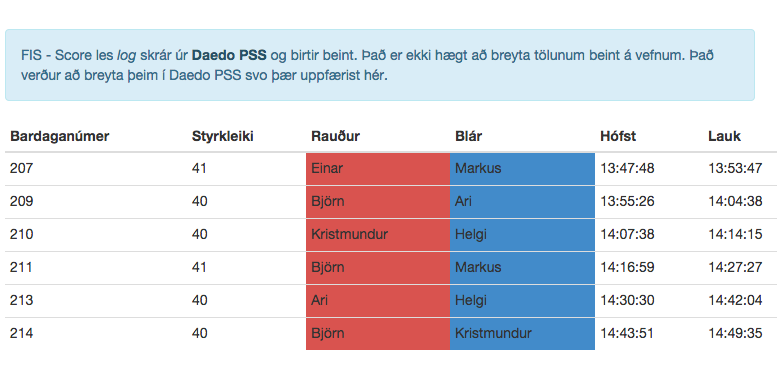 FIS - Score les log skrár úr Daedo PSS og birtir beint. Það er ekki hægt að breyta tölunum beint á vefnum. Það
verður að breyta þeim í Daedo PSS svo þær uppfærist hér.
Bardaganúmer Styrkleiki Rauður Blár Hófst Lauk
207 41 Einar Markus 13:47:48 13:53:47
209 40 Björn Ari 13:55:26 14:04:38
210 40 Kristmundur Helgi 14:07:38 14:14:15
211 41 Björn Markus 14:16:59 14:27:27
213 40 Ari Helgi 14:30:30 14:42:04
214 40 Björn Kristmundur 14:43:51 14:49:35